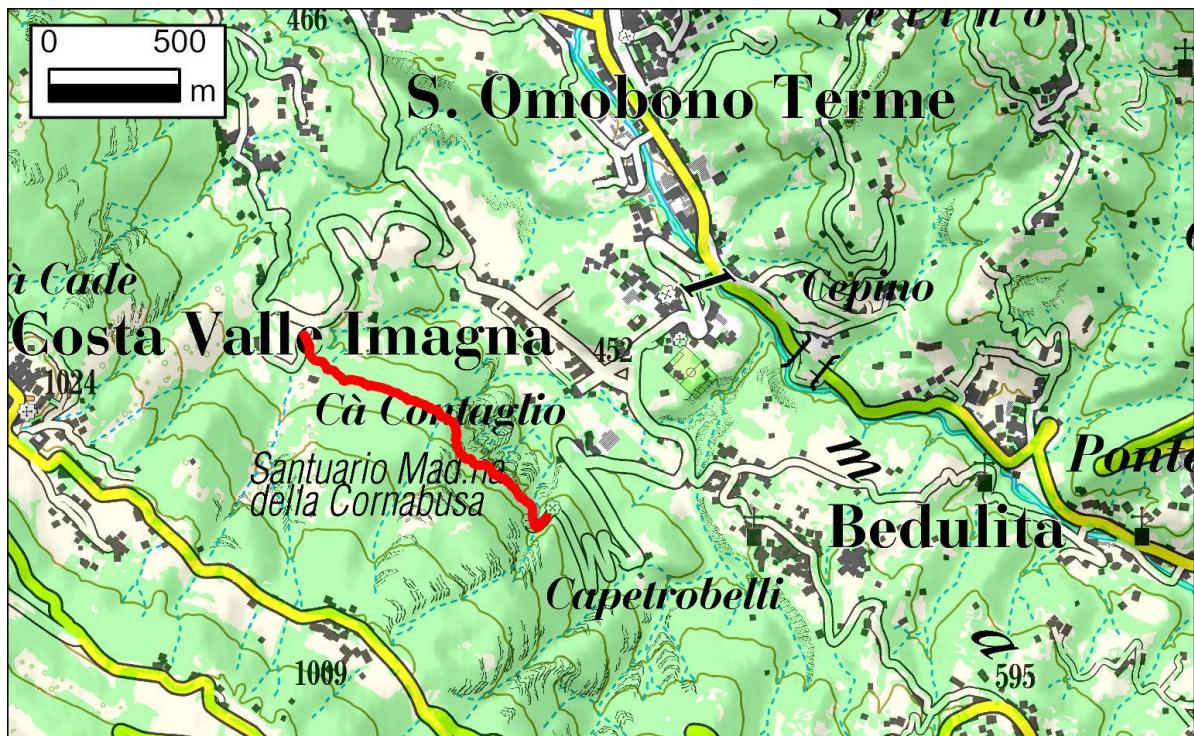 466
Selino
0 500
m
S. Omobono Terme
à Cadè
Cepino
Costa Valle Imagna
452
1024
Cà Contaglio
Santuario Mad.na
della Cornabusa
m
Ponte
Bedulita
Capetrobelli
a
1009
595